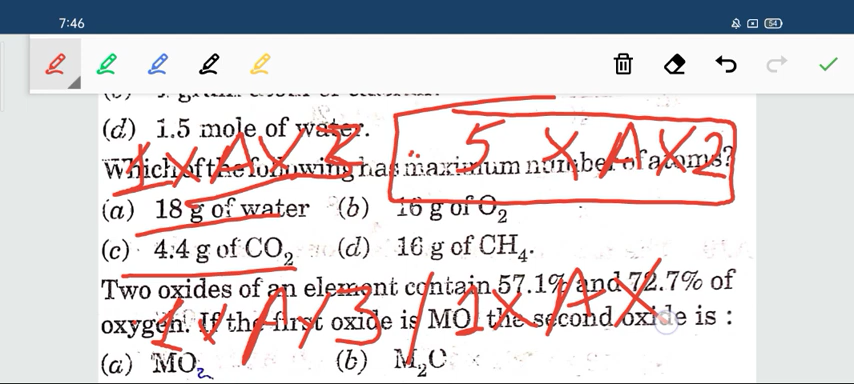 7:46
54
(d) 1.5 mole of water.
1 X A X 3
.5 X A X 2
Which of the following has maximum number of atoms?
(a) 18 g of water (b) 16 g of O2
(c) 4.4 g of CO2 (d) 16 g of CH4.
Two oxides of an element contain 57.1% and 72.7% of
1 X A X 3 / 1 X A X
oxygen. If the first oxide is MO, the second oxide is :
(a) MO2 (b) M2O